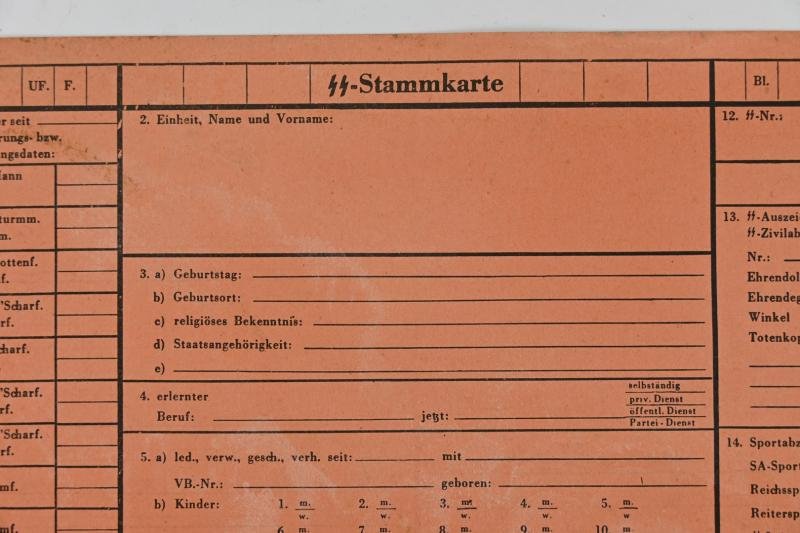 UF. F.
ᛋᛋ-Stammkarte
Bl.
er seit
rungs- bzw.
ngsdaten:
Mann
turmm.
m.
ottenf.
f.
'Scharf.
rf.
charf.
'Scharf.
rf.
'Scharf.
rf.
mf.
mf.
2. Einheit, Name und Vorname:
3. a) Geburtstag:
b) Geburtsort:
c) religiöses Bekenntnis:
d) Staatsangehörigkeit:
e)
4. erlernter
Beruf: jetzt:
selbständig
priv. Dienst
öffentl. Dienst
Partei-Dienst
5. a) led., verw., gesch., verh. seit: mit
VB.-Nr.: geboren:
b) Kinder: 1. m. 2. m. 3. m. 4. m. 5. m.
w. w. w. w. w.
6. m. 7. m. 8. m. 9. m. 10. m.
12. ᛋᛋ-Nr.:
13. ᛋᛋ-Auszei
ᛋᛋ-Zivilab
Nr.:
Ehrendol
Ehrendeg
Winkel
Totenkop
14. Sportabz
SA-Sport
Reichssp
Reitersp